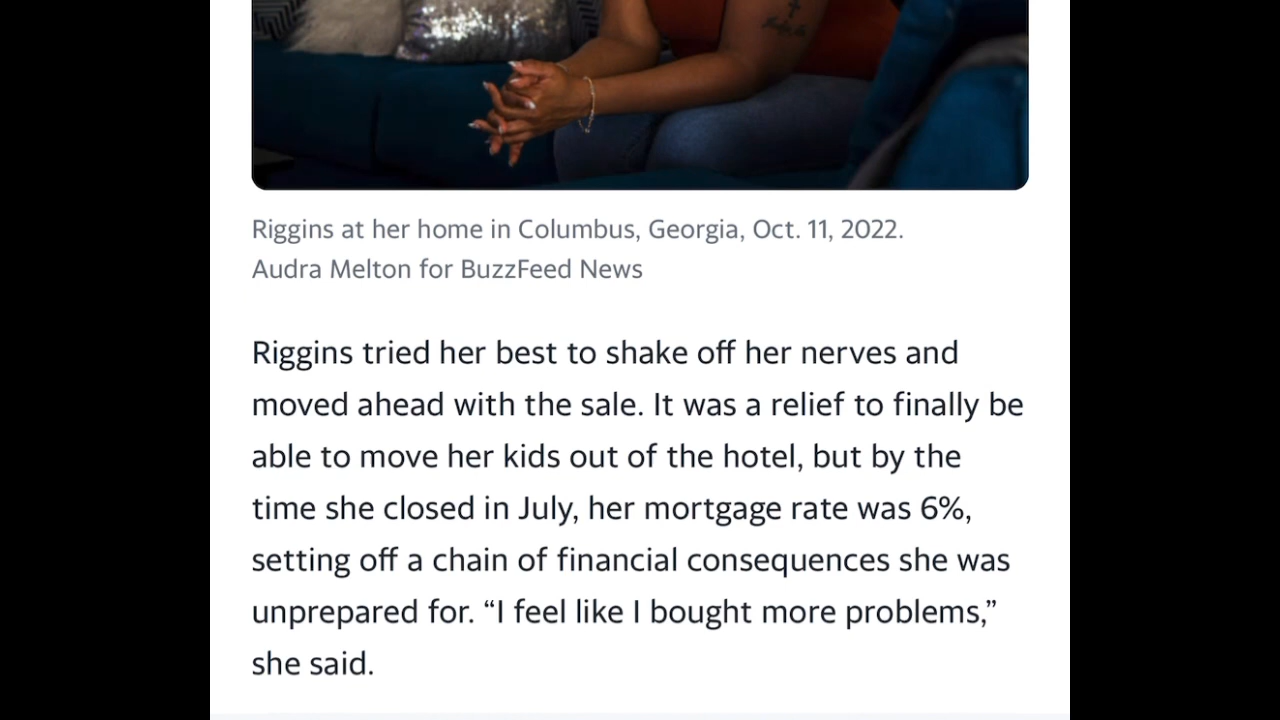 Riggins at her home in Columbus, Georgia, Oct. 11, 2022.
Audra Melton for BuzzFeed News
Riggins tried her best to shake off her nerves and
moved ahead with the sale. It was a relief to finally be
able to move her kids out of the hotel, but by the
time she closed in July, her mortgage rate was 6%,
setting off a chain of financial consequences she was
unprepared for. “I feel like I bought more problems,”
she said.